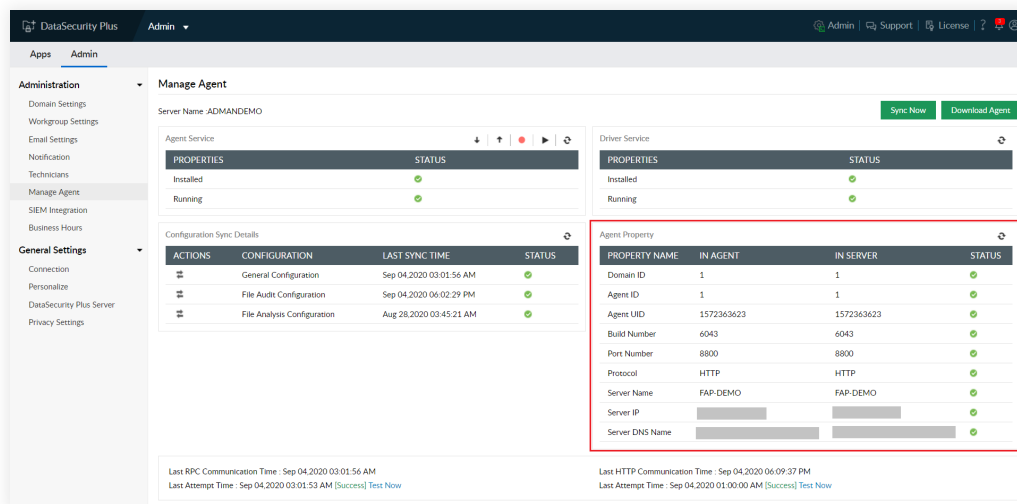 DataSecurity Plus Admin Admin Support License ? 3
Apps Admin
Administration
Domain Settings
Workgroup Settings
Email Settings
Notification
Technicians
Manage Agent
SIEM Integration
Business Hours
General Settings
Connection
Personalize
DataSecurity Plus Server
Privacy Settings
Manage Agent
Server Name :ADMANDEMO
Sync Now Download Agent
Agent Service
PROPERTIES STATUS
Installed
Running
Driver Service
PROPERTIES STATUS
Installed
Running
Configuration Sync Details
ACTIONS CONFIGURATION LAST SYNC TIME STATUS
General Configuration Sep 04,2020 03:01:56 AM
File Audit Configuration Sep 04,2020 06:02:29 PM
File Analysis Configuration Aug 28,2020 03:45:21 AM
Agent Property
PROPERTY NAME IN AGENT IN SERVER STATUS
Domain ID 1 1
Agent ID 1 1
Agent UID 1572363623 1572363623
Build Number 6043 6043
Port Number 8800 8800
Protocol HTTP HTTP
Server Name FAP-DEMO FAP-DEMO
Server IP
Server DNS Name
Last RPC Communication Time : Sep 04,2020 03:01:56 AM
Last Attempt Time : Sep 04,2020 03:01:53 AM [Success] Test Now
Last HTTP Communication Time : Sep 04,2020 06:09:37 PM
Last Attempt Time : Sep 04,2020 01:00:00 AM [Success] Test Now